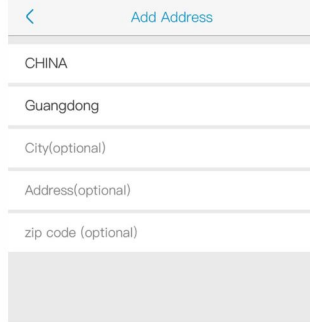 Add Address
CHINA
Guangdong
City(optional)
Address(optional)
zip code (optional)